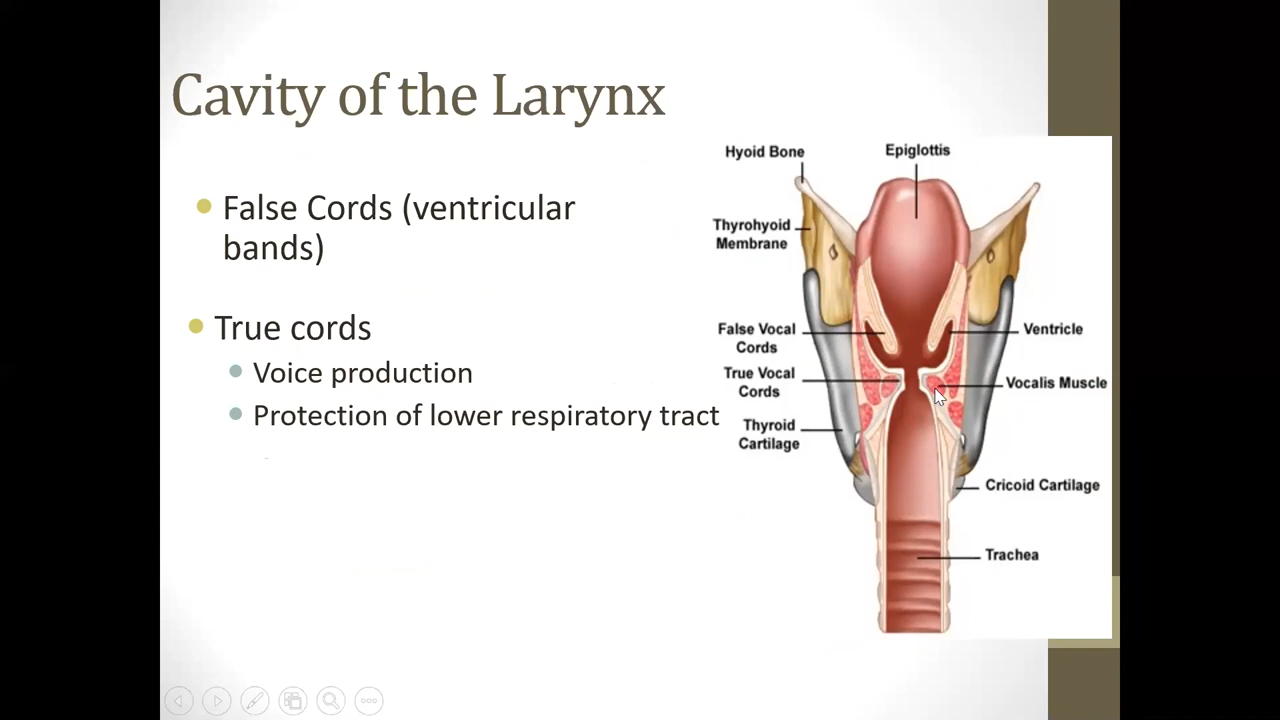 Cavity of the Larynx
False Cords (ventricular
bands)
True cords
Voice production
Protection of lower respiratory tract
Hyoid Bone
Epiglottis
Thyrohyoid
Membrane
False Vocal
Cords
Ventricle
True Vocal
Cords
Vocalis Muscle
Thyroid
Cartilage
Cricoid Cartilage
Trachea